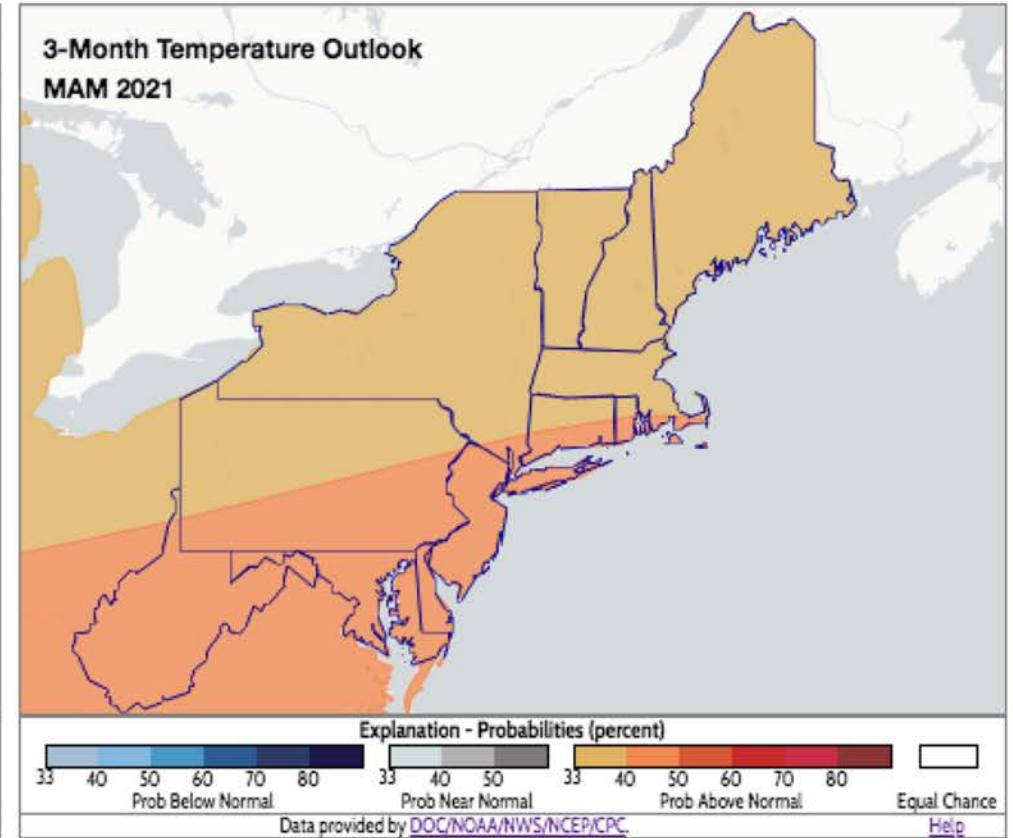 3-Month Temperature Outlook
MAM 2021
Explanation - Probabilities (percent)
33 40 50 60 70 80
Prob Below Normal
33 40 50
Prob Near Normal
33 40 50 60 70 80
Prob Above Normal
Equal Chance
Data provided by DOC/NOAA/NWS/NCEP/CPC.
Help